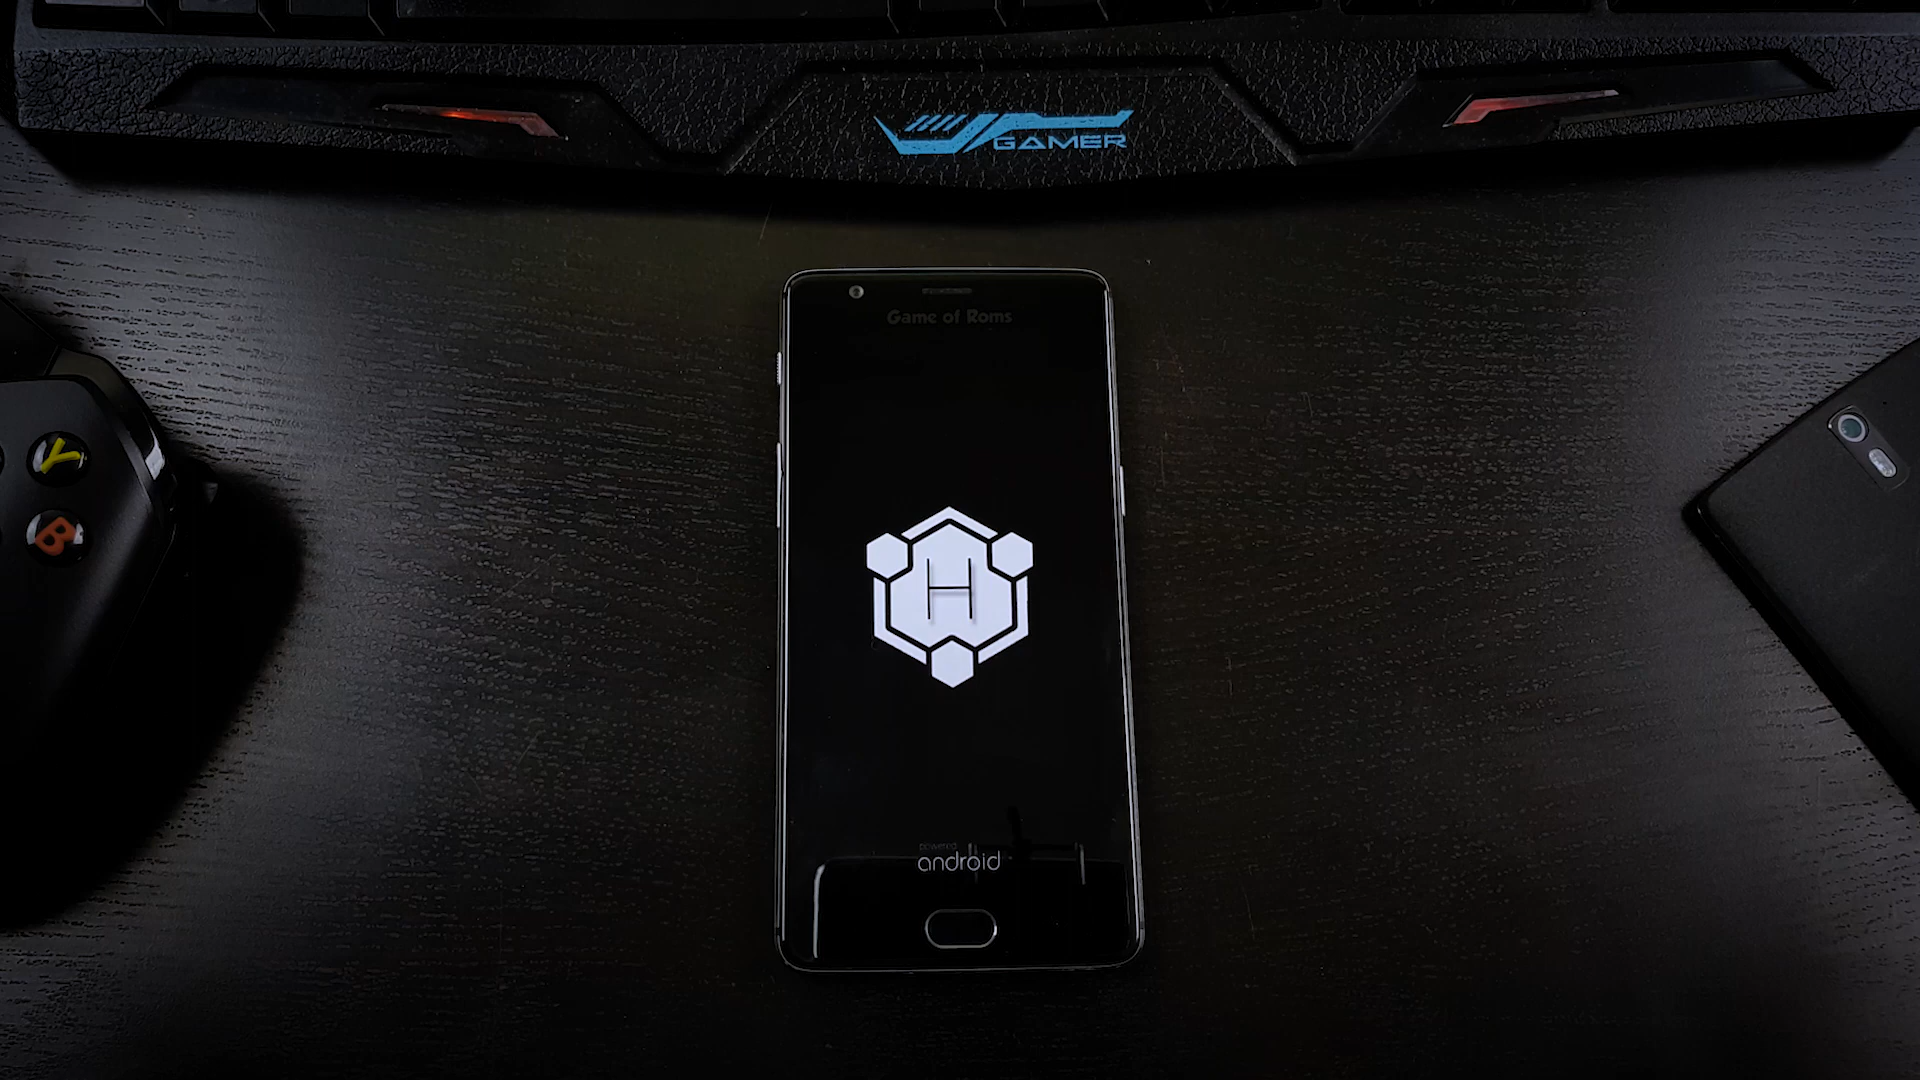 GAMER
Game of Roms
Y
B
H
powered
android